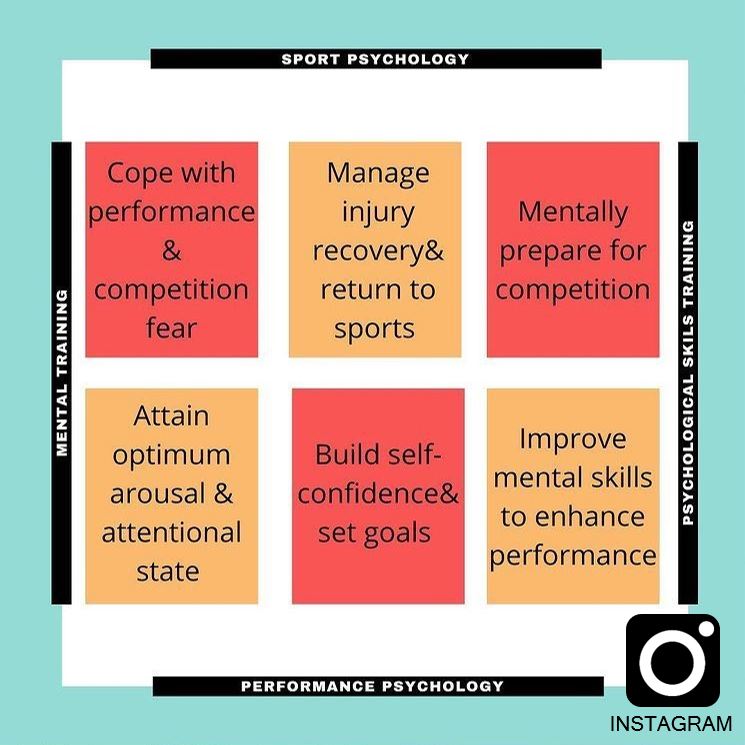 SPORT PSYCHOLOGY
MENTAL TRAINING
Cope with
performance
&
competition
fear
Manage
injury
recovery&
return to
sports
Mentally
prepare for
competition
PSYCHOLOGICAL SKILS TRAINING
Attain
optimum
arousal &
attentional
state
Build self-
confidence&
set goals
Improve
mental skills
to enhance
performance
PERFORMANCE PSYCHOLOGY
INSTAGRAM